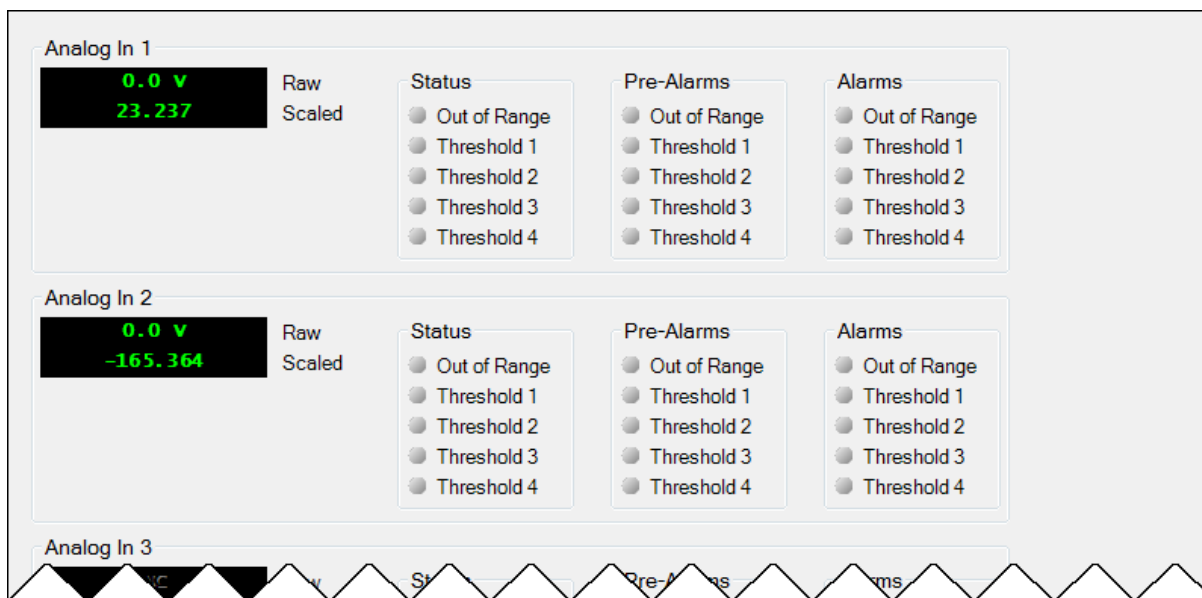 Analog In 1
0.0 V Raw
23.237 Scaled
Status Pre-Alarms Alarms
Out of Range Out of Range Out of Range
Threshold 1 Threshold 1 Threshold 1
Threshold 2 Threshold 2 Threshold 2
Threshold 3 Threshold 3 Threshold 3
Threshold 4 Threshold 4 Threshold 4
Analog In 2
0.0 V Raw
-165.364 Scaled
Status Pre-Alarms Alarms
Out of Range Out of Range Out of Range
Threshold 1 Threshold 1 Threshold 1
Threshold 2 Threshold 2 Threshold 2
Threshold 3 Threshold 3 Threshold 3
Threshold 4 Threshold 4 Threshold 4
Analog In 3